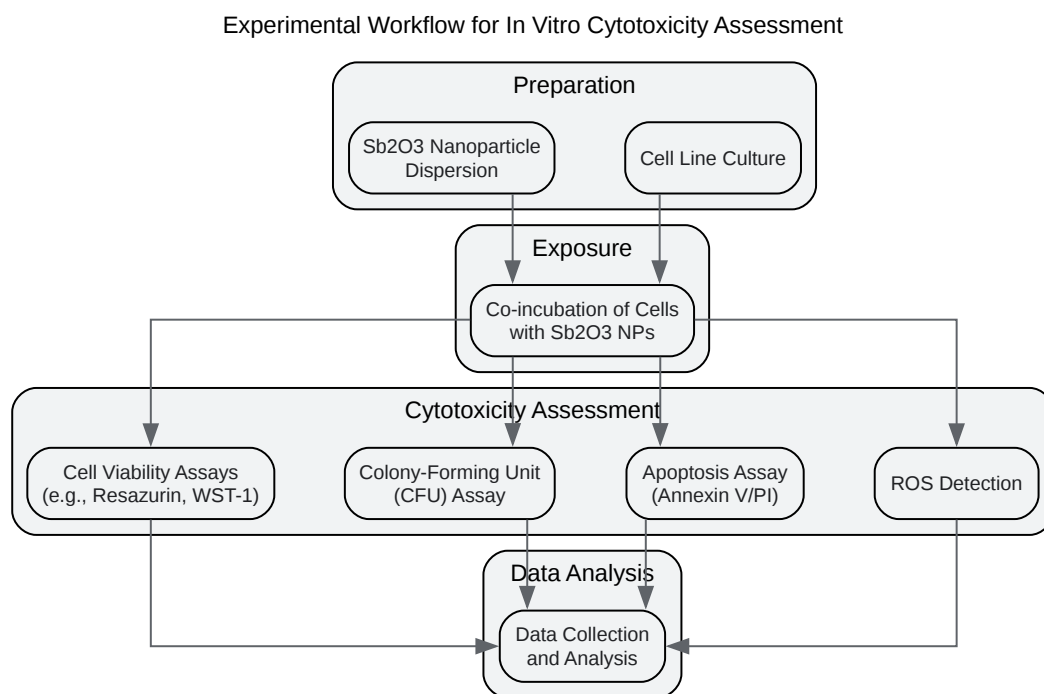 Experimental Workflow for In Vitro Cytotoxicity Assessment
Preparation
Sb2O3 Nanoparticle
Dispersion
Cell Line Culture
Exposure
Co-incubation of Cells
with Sb2O3 NPs
Cytotoxicity Assessment
Cell Viability Assays
(e.g., Resazurin, WST-1)
Colony-Forming Unit
(CFU) Assay
Apoptosis Assay
(Annexin V/PI)
ROS Detection
Data Analysis
Data Collection
and Analysis